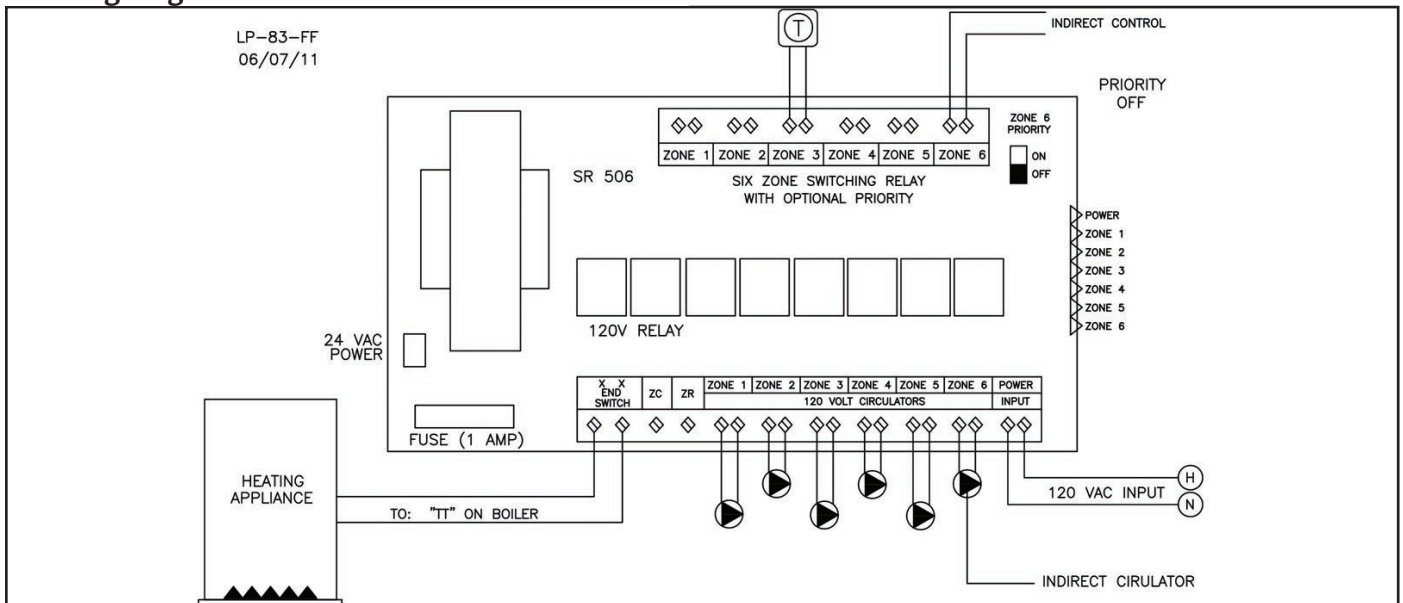 LP-83-FF
06/07/11
T
INDIRECT CONTROL
PRIORITY
OFF
ZONE 1 ZONE 2 ZONE 3 ZONE 4 ZONE 5 ZONE 6
ZONE 6
PRIORITY
ON
OFF
SR 506
SIX ZONE SWITCHING RELAY
WITH OPTIONAL PRIORITY
POWER
ZONE 1
ZONE 2
ZONE 3
ZONE 4
ZONE 5
ZONE 6
120V RELAY
24 VAC
POWER
FUSE (1 AMP)
X X
END
SWITCH
ZC
ZR
ZONE 1 ZONE 2 ZONE 3 ZONE 4 ZONE 5 ZONE 6
120 VOLT CIRCULATORS
POWER
INPUT
HEATING
APPLIANCE
TO: "TT" ON BOILER
120 VAC INPUT
H
N
INDIRECT CIRULATOR